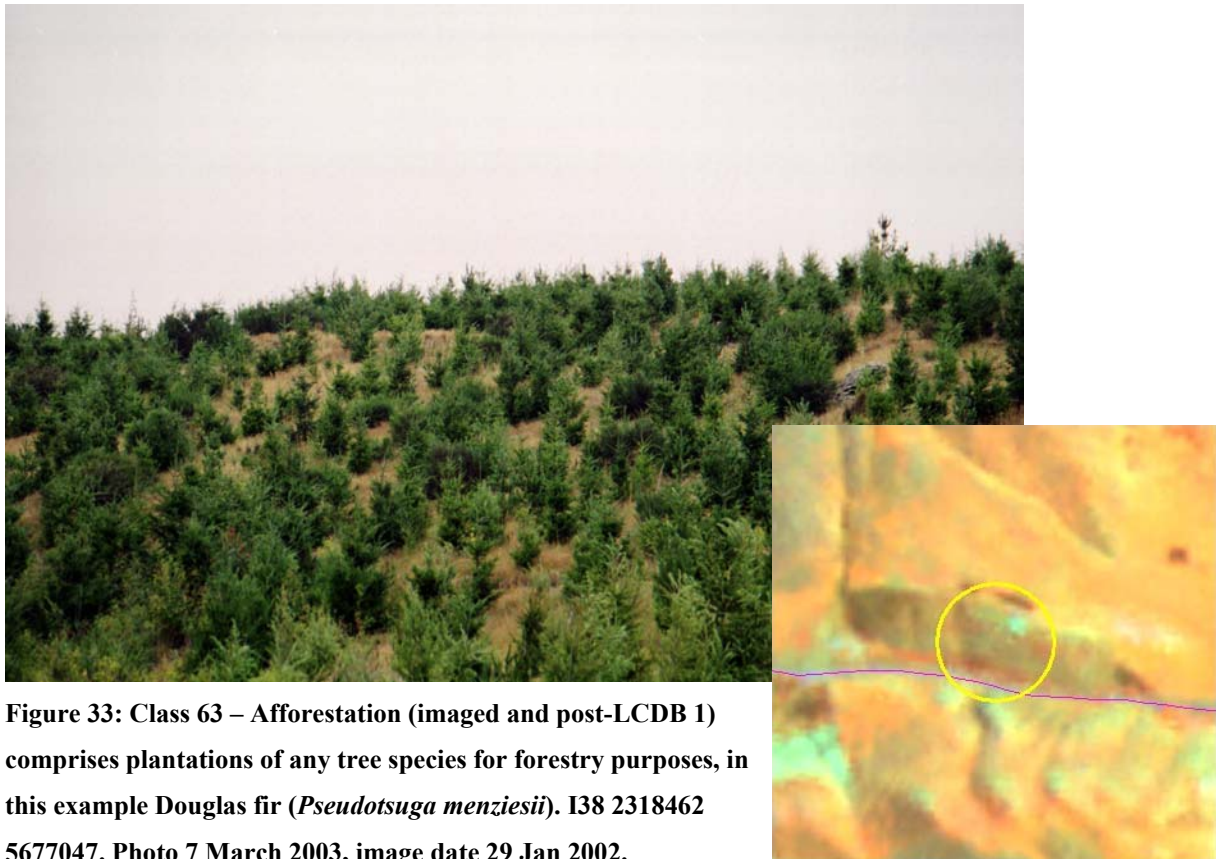 Figure 33: Class 63 – Afforestation (imaged and post-LCDB 1)
comprises plantations of any tree species for forestry purposes, in
this example Douglas fir (Pseudotsuga menziesii). I38 2318462
5677047. Photo 7 March 2003, image date 29 Jan 2002.